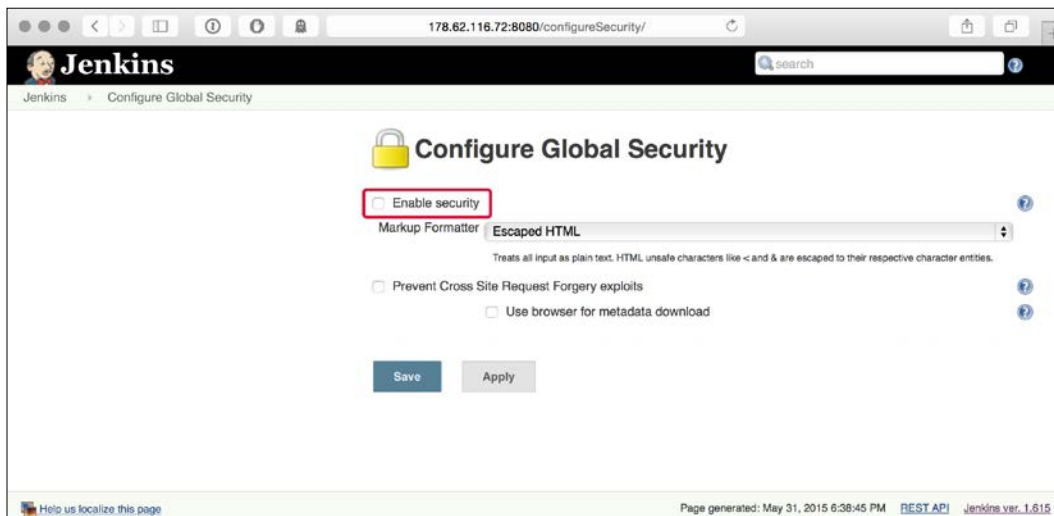 178.62.116.72:8080/configureSecurity/
Jenkins
search
Jenkins Configure Global Security
Configure Global Security
Enable security
Markup Formatter Escaped HTML
Treats all input as plain text. HTML unsafe characters like < and & are escaped to their respective character entities.
Prevent Cross Site Request Forgery exploits
Use browser for metadata download
Save Apply
Help us localize this page Page generated: May 31, 2015 6:38:45 PM REST API Jenkins ver. 1.615